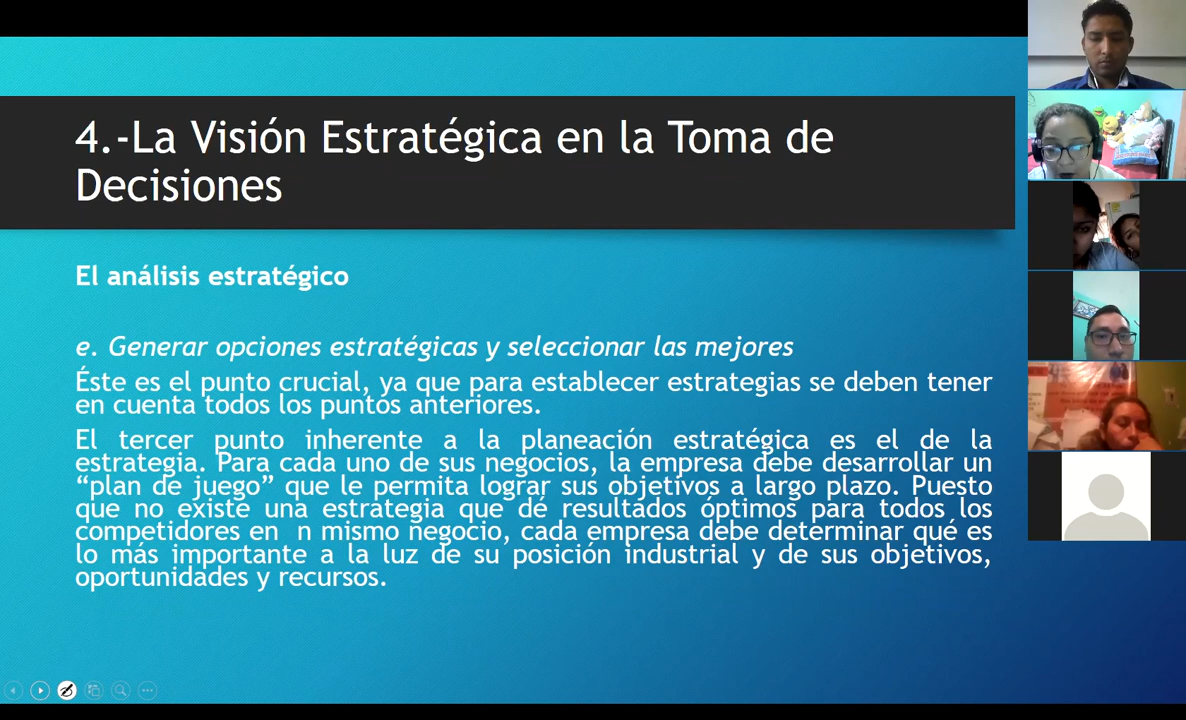 4.-La Visión Estratégica en la Toma de
Decisiones
El análisis estratégico
e. Generar opciones estratégicas y seleccionar las mejores
Éste es el punto crucial, ya que para establecer estrategias se deben tener
en cuenta todos los puntos anteriores.
El tercer punto inherente a la planeación estratégica es el de la
estrategia. Para cada uno de sus negocios, la empresa debe desarrollar un
“plan de juego” que le permita lograr sus objetivos a largo plazo. Puesto
que no existe una estrategia que dé resultados óptimos para todos los
competidores en n mismo negocio, cada empresa debe determinar qué es
lo más importante a la luz de su posición industrial y de sus objetivos,
oportunidades y recursos.